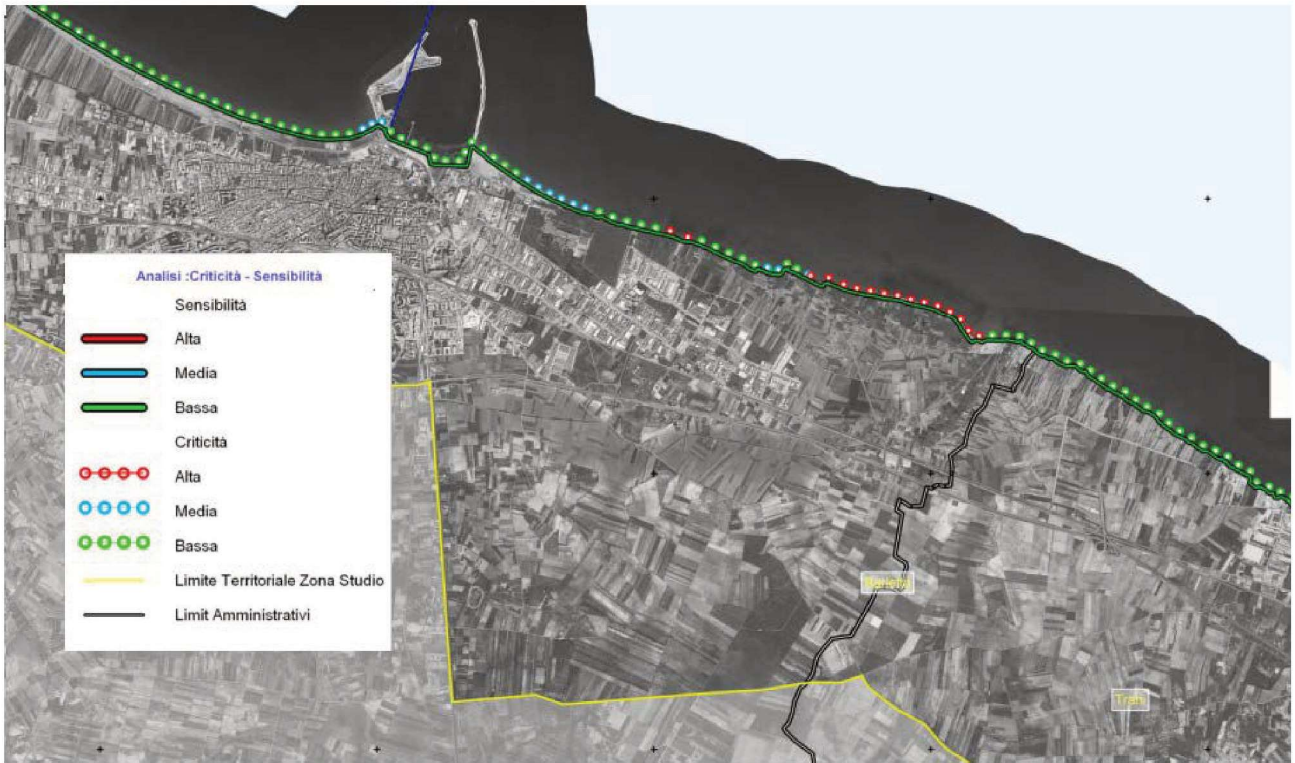 Analisi :Criticità - Sensibilità
Sensibilità
Alta
Media
Bassa
Criticità
Alta
Media
Bassa
Limite Territoriale Zona Studio
Limit Amministrativi
Barletta
Trani